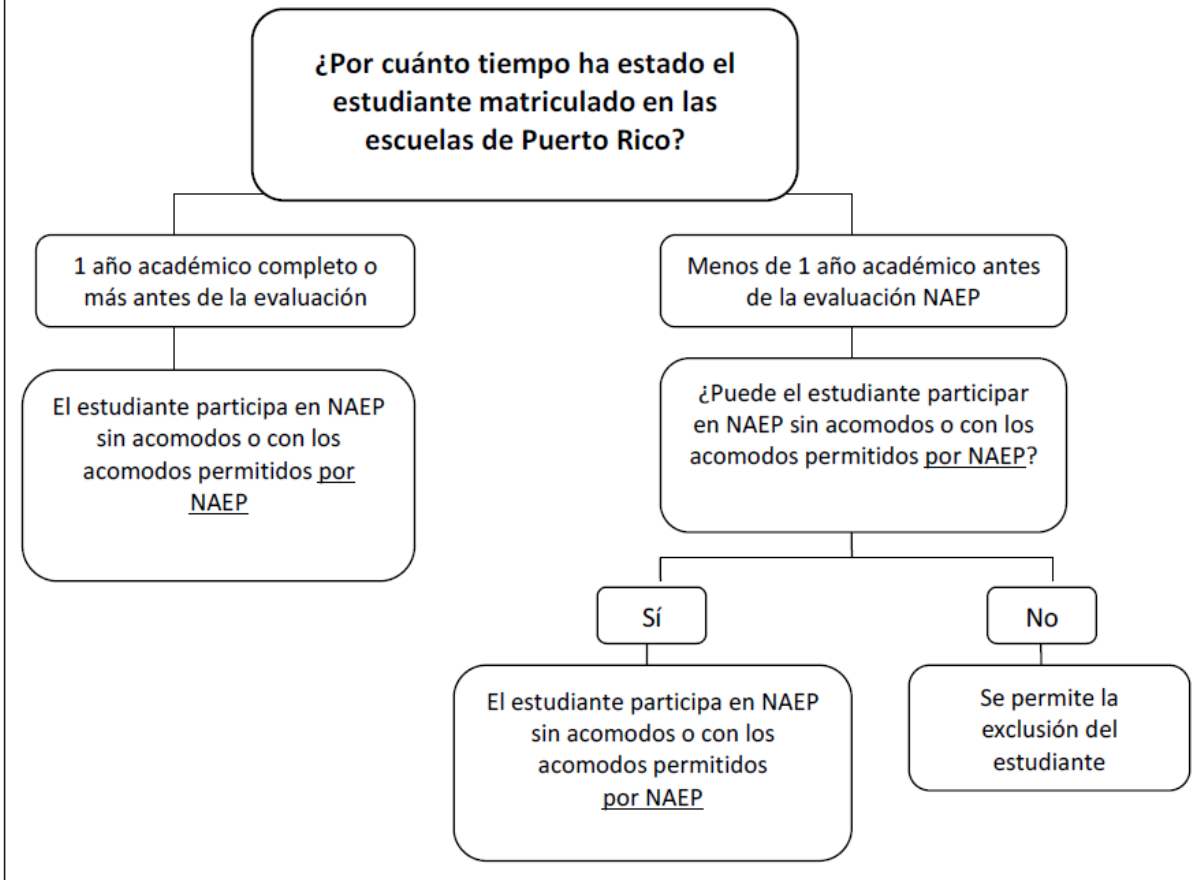 ¿Por cuánto tiempo ha estado el
estudiante matriculado en las
escuelas de Puerto Rico?
1 año académico completo o
más antes de la evaluación
El estudiante participa en NAEP
sin acomodos o con los
acomodos permitidos por
NAEP
Menos de 1 año académico antes
de la evaluación NAEP
¿Puede el estudiante participar
en NAEP sin acomodos o con los
acomodos permitidos por NAEP?
Sí
El estudiante participa en NAEP
sin acomodos o con los
acomodos permitidos
por NAEP
No
Se permite la
exclusión del
estudiante